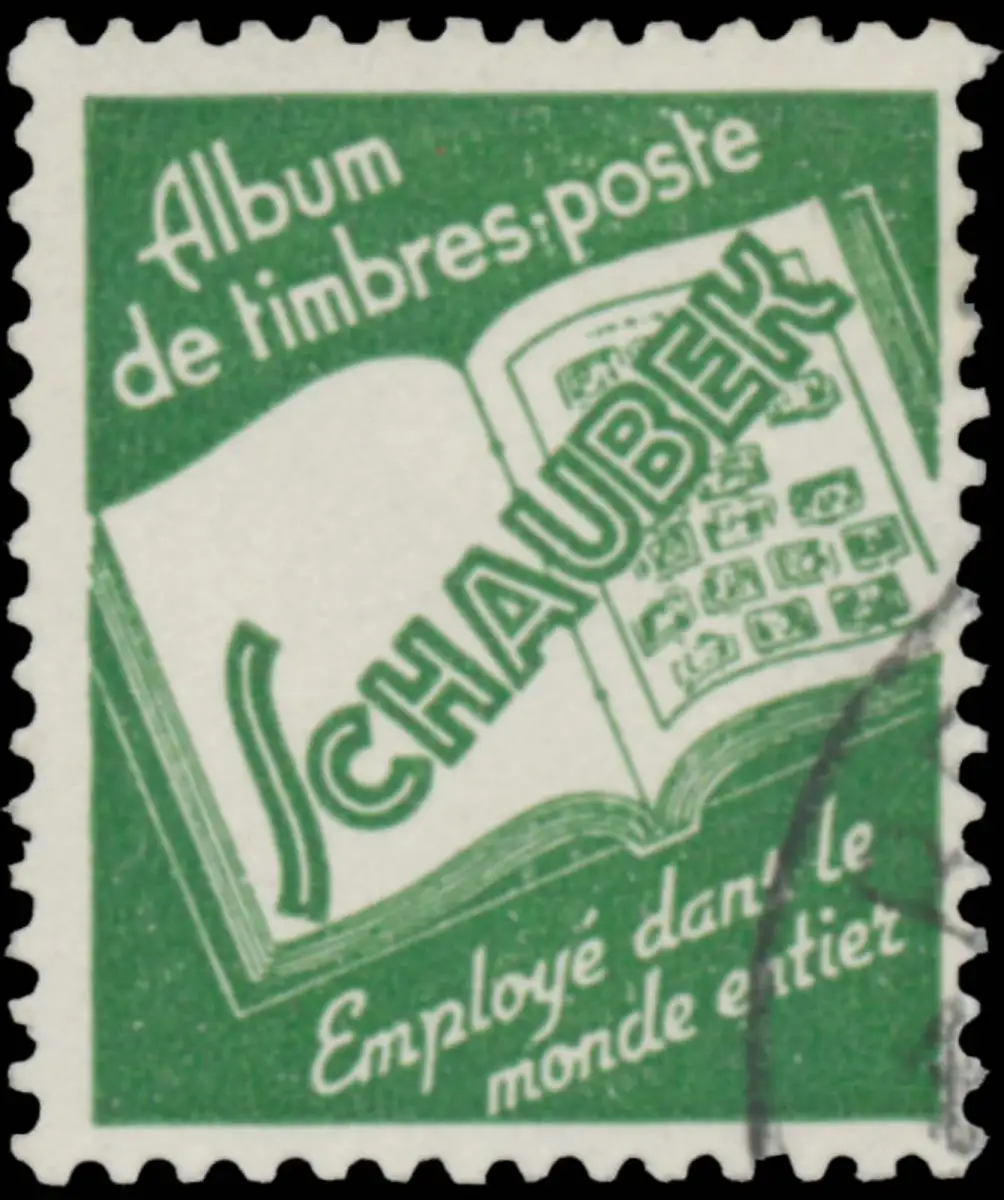 Album
de timbres-poste
SCHAUBEK
Employé dans le
monde entier